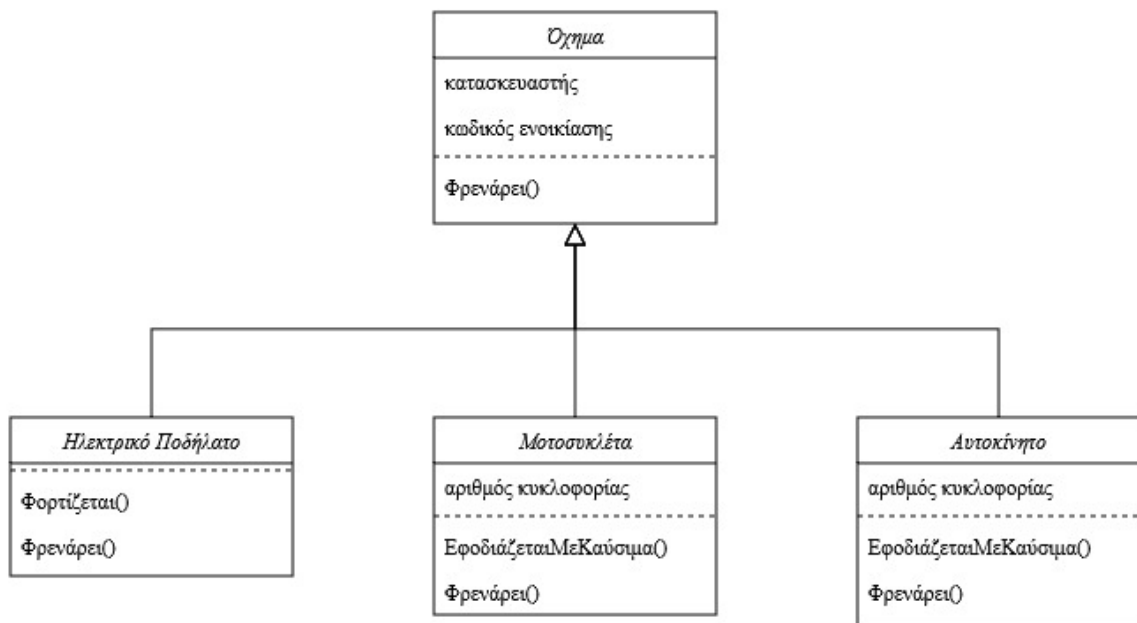 Όχημα
κατασκευαστής
κωδικός ενοικίασης
Φρενάρει()
Ηλεκτρικό Ποδήλατο
Φορτίζεται()
Φρενάρει()
Μοτοσυκλέτα
αριθμός κυκλοφορίας
ΕφοδιάζεταιΜεΚαύσιμα()
Φρενάρει()
Αυτοκίνητο
αριθμός κυκλοφορίας
ΕφοδιάζεταιΜεΚαύσιμα()
Φρενάρει()